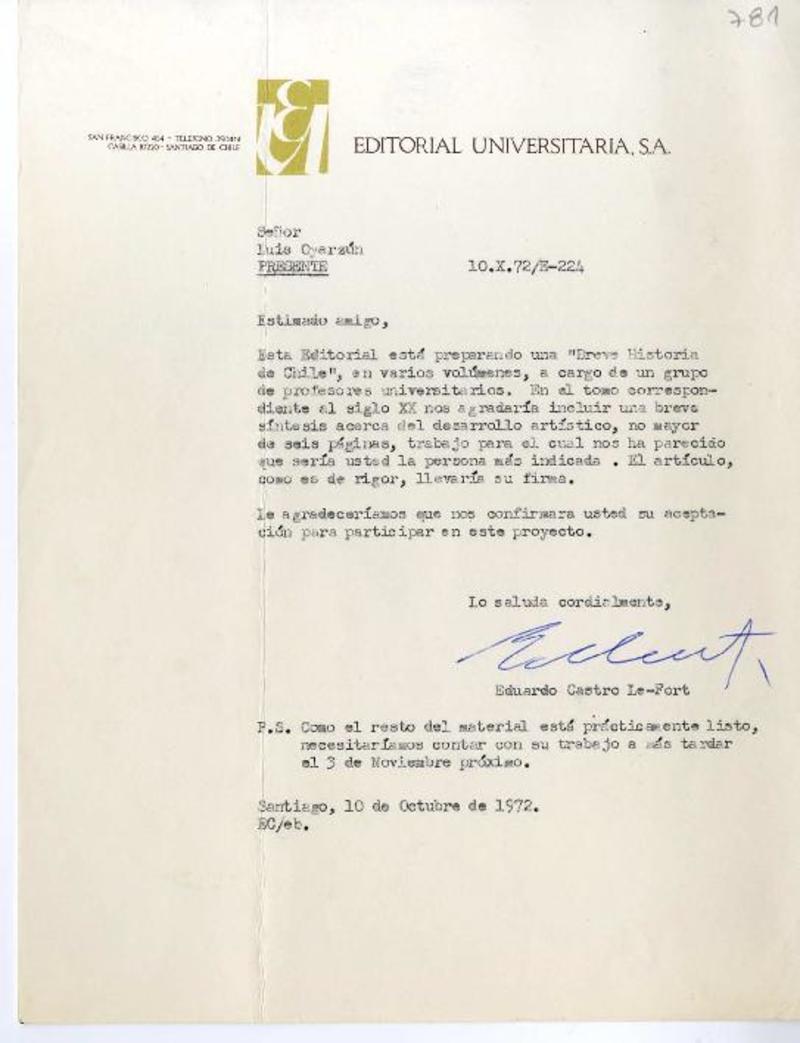 781
SAN FRANCISCO 454 - TELEFONO
CASILLA 10220 - SANTIAGO DE CHILE
EDITORIAL UNIVERSITARIA, S.A.
Señor
Luis Oyarzún
PRESENTE
10.X.72/E-224
Estimado amigo,
Esta Editorial está preparando una "Breve Historia
de Chile", en varios volúmenes, a cargo de un grupo
de profesores universitarios. En el tomo correspon-
diente al siglo XX nos agradaría incluir una breve
síntesis acerca del desarrollo artístico, no mayor
de seis páginas, trabajo para el cual nos ha parecido
que sería usted la persona más indicada . El artículo,
como es de rigor, llevaría su firma.
Le agradeceríamos que nos confirmara usted su acepta-
ción para participar en este proyecto.
Lo saluda cordialmente,
Eduardo Castro Le-Fort
P.S. Como el resto del material está prácticamente listo,
necesitaríamos contar con su trabajo a más tardar
el 3 de Noviembre próximo.
Santiago, 10 de Octubre de 1972.
EC/eb.